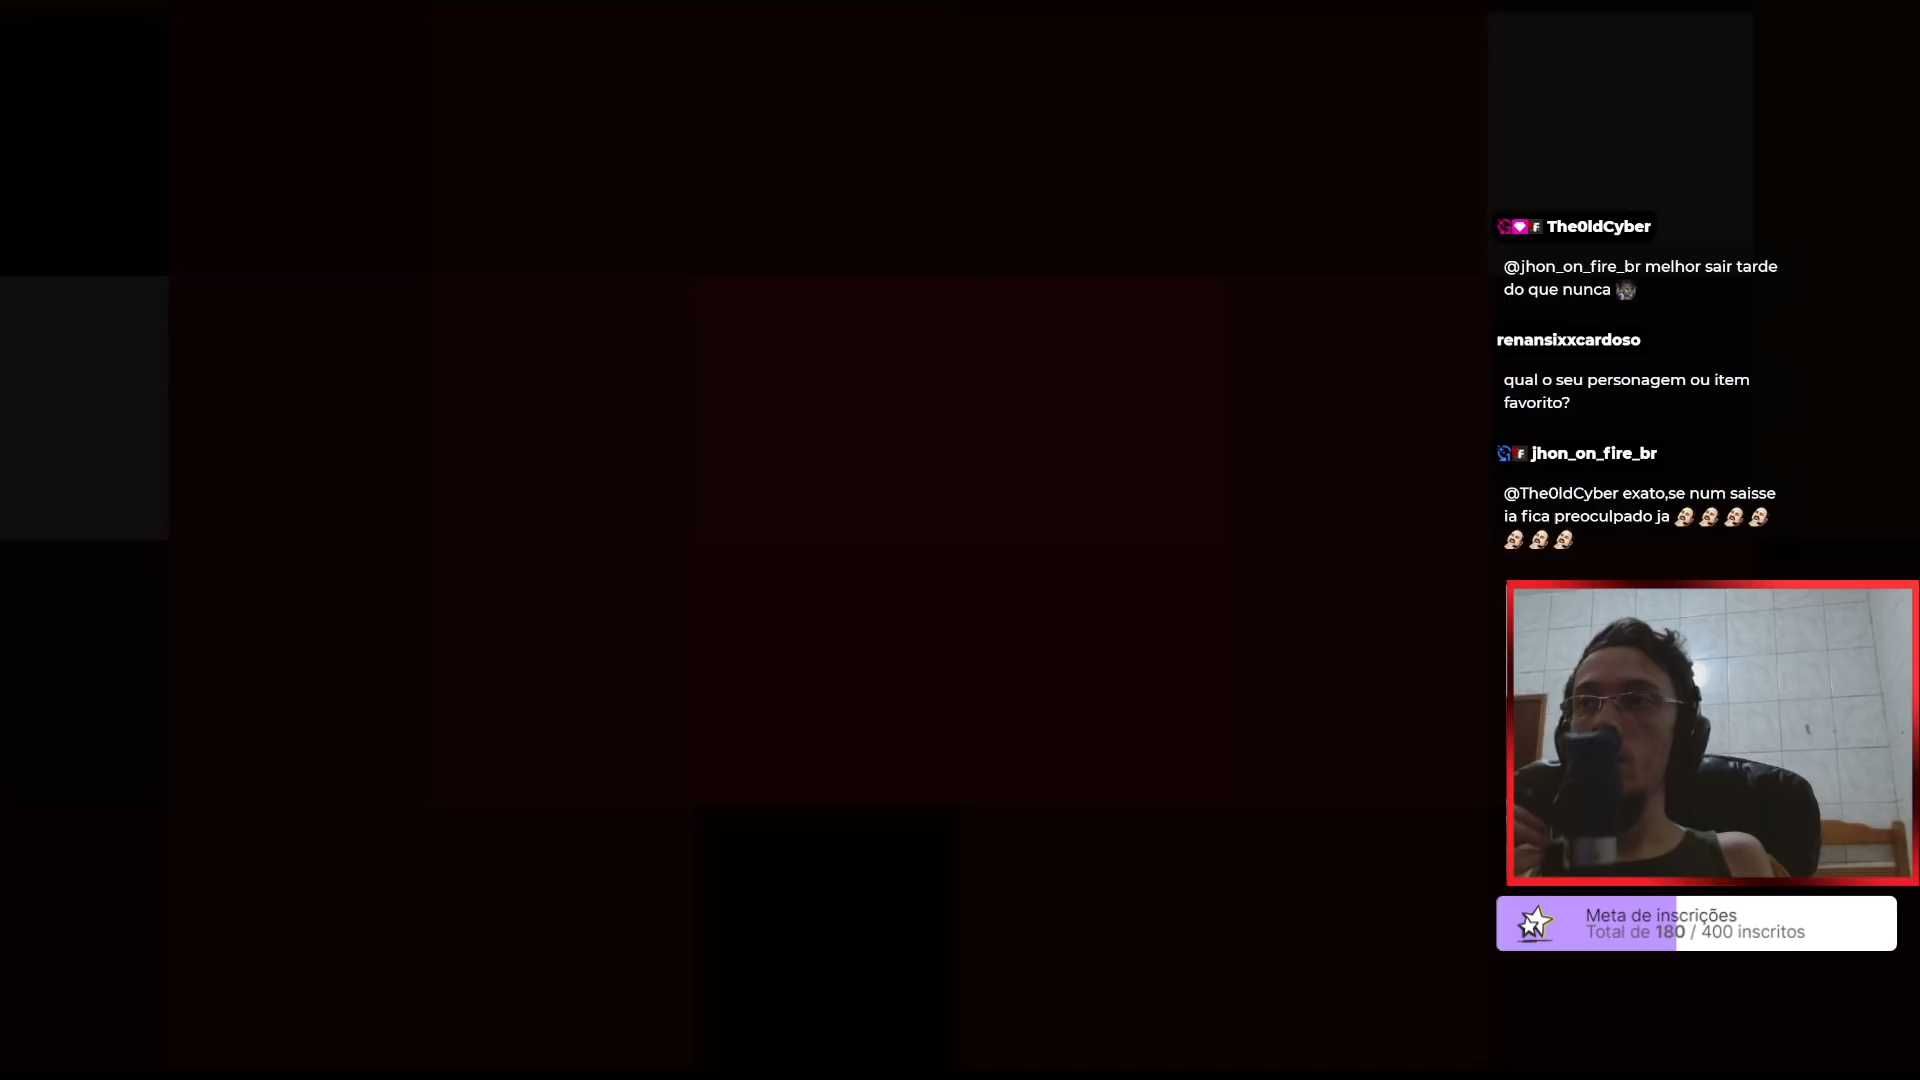 The0ldCyber
@jhon_on_fire_br melhor sair tarde
do que nunca
renansixxcardoso
qual o seu personagem ou item
favorito?
jhon_on_fire_br
@The0ldCyber exato,se num saisse
ia fica preoculpado ja
Meta de inscrições
Total de 180 / 400 inscritos